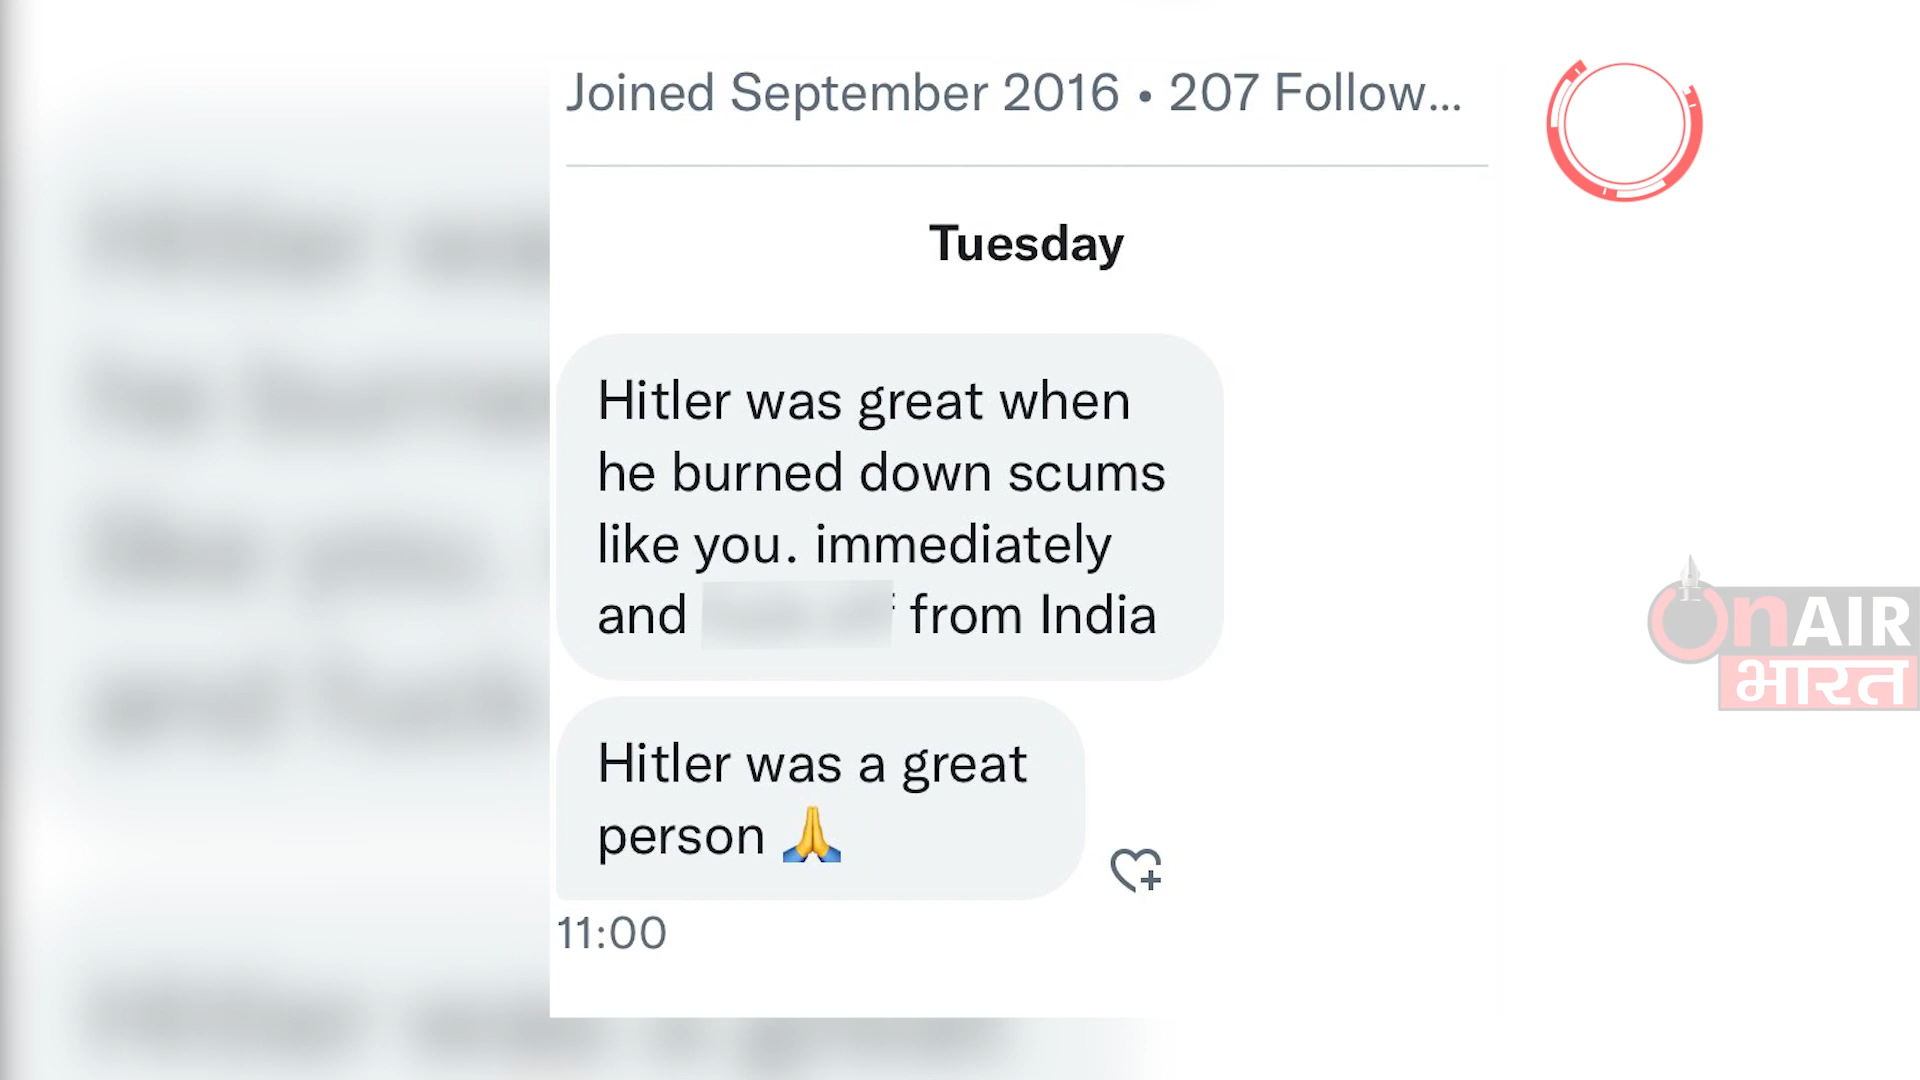 Joined September 2016 • 207 Follow...
Tuesday
Hitler was great when
he burned down scums
like you. immediately
and from India
Hitler was a great
person 🙏
11:00
OnAIR
भारत